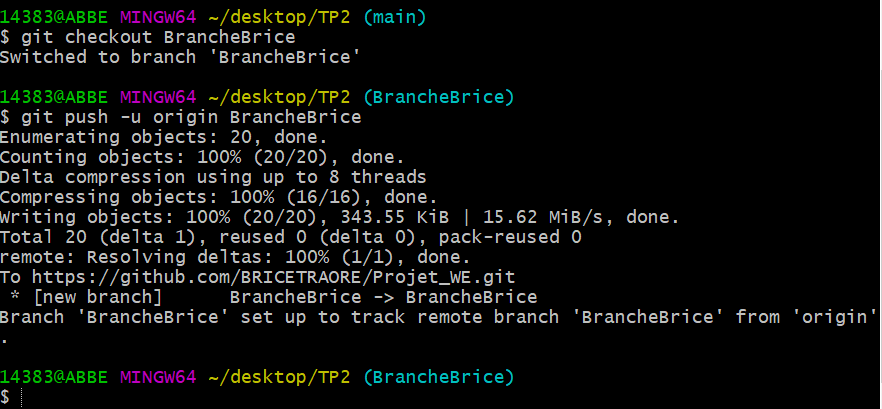 14383@ABBE MINGW64 ~/desktop/TP2 (main)
$ git checkout BrancheBrice
Switched to branch 'BrancheBrice'
14383@ABBE MINGW64 ~/desktop/TP2 (BrancheBrice)
$ git push -u origin BrancheBrice
Enumerating objects: 20, done.
Counting objects: 100% (20/20), done.
Delta compression using up to 8 threads
Compressing objects: 100% (16/16), done.
Writing objects: 100% (20/20), 343.55 KiB | 15.62 MiB/s, done.
Total 20 (delta 1), reused 0 (delta 0), pack-reused 0
remote: Resolving deltas: 100% (1/1), done.
To https://github.com/BRICETRAORE/Projet_WE.git
 * [new branch]      BrancheBrice -> BrancheBrice
Branch 'BrancheBrice' set up to track remote branch 'BrancheBrice' from 'origin'
.
14383@ABBE MINGW64 ~/desktop/TP2 (BrancheBrice)
$